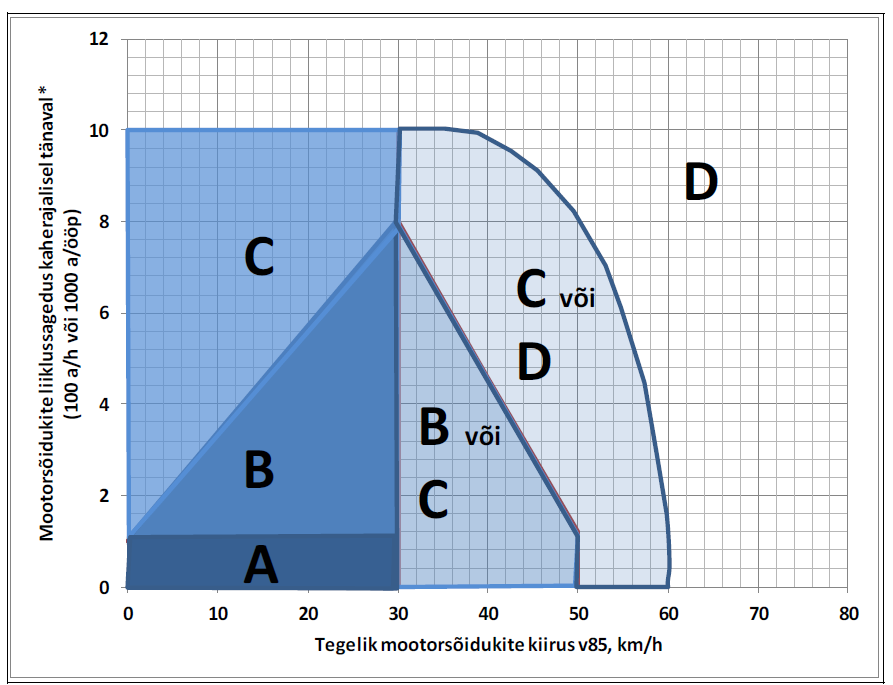 Mootorsõidukite liiklussagedus kaherajalisel tänaval *
(100 a/h või 1000 a/ööp)
12
10
8
6
4
2
0
D
C
C või
D
B või
B
C
A
0 10 20 30 40 50 60 70 80
Tegelik mootorsõidukite kiirus v85, km/h